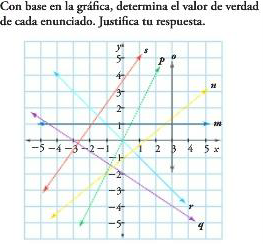 Con base en la gráfica, determina el valor de verdad
de cada enunciado. Justifica tu respuesta.
y s
5 p o
4
3 n
2
1 m
-5 -4 -3 -2 -1 1 2 3 4 5 x
-1
-2
-3
-4 r
-5 q